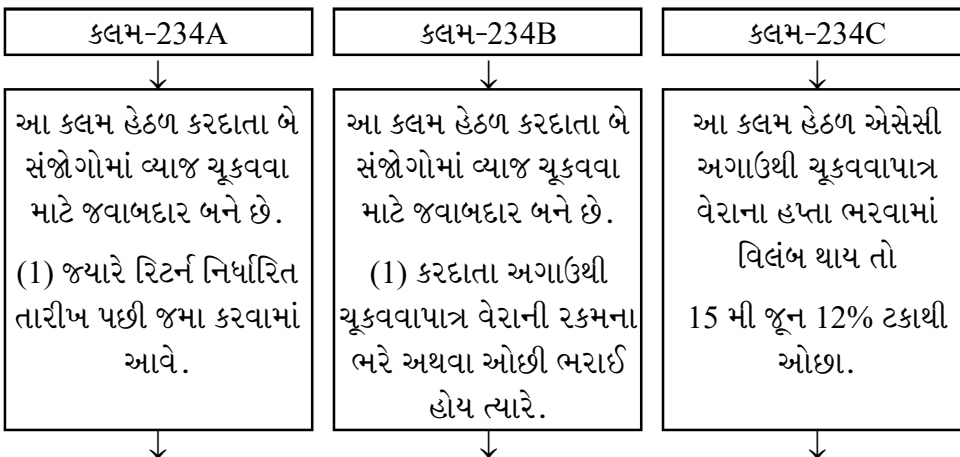 કલમ-234A
આ કલમ હેઠળ કરદાતા બે
સંજોગોમાં વ્યાજ ચૂકવવા
માટે જવાબદાર બને છે.
(1) જ્યારે રિટર્ન નિર્ધારિત
તારીખ પછી જમા કરવામાં
આવે.
કલમ-234B
આ કલમ હેઠળ કરદાતા બે
સંજોગોમાં વ્યાજ ચૂકવવા
માટે જવાબદાર બને છે.
(1) કરદાતા અગાઉથી
ચૂકવવાપાત્ર વેરાની રકમના
ભરે અથવા ઓછી ભરાઈ
હોય ત્યારે.
કલમ-234C
આ કલમ હેઠળ એસેસી
અગાઉથી ચૂકવવાપાત્ર
વેરાના હપ્તા ભરવામાં
વિલંબ થાય તો
15 મી જૂન 12% ટકાથી
ઓછા.